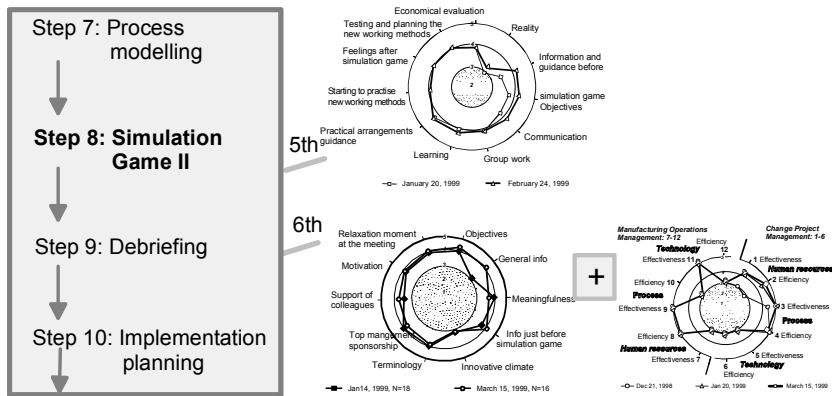 Step 7: Process
modelling
Step 8: Simulation
Game II
Step 9: Debriefing
Step 10: Implementation
planning
5th
6th
Economical evaluation
Testing and planning the
new working methods
Reality
Feelings after
simulation game
Information and
guidance before
Starting to practise
new working methods
simulation game
Objectives
Practical arrangements
guidance
Communication
Learning
Group work
5
4
3
2
January 20, 1999
February 24, 1999
Relaxation moment
at the meeting
Objectives
Motivation
General info
Support of
colleagues
Meaningfulness
Top mangement
sponsorship
Info just before
simulation game
Terminology
Innovative climate
5
Jan14, 1999, N=18
March 15, 1999, N=16
+
Manufacturing Operations
Management: 7-12
Change Project
Management: 1-6
Technology
Efficiency
12
Effectiveness 11
1 Effectiveness
Human resources
Efficiency 10
2 Efficiency
Process
Effectiveness 9
3 Effectiveness
Process
Efficiency 8
4 Efficiency
Human resources
Effectiveness 7
5 Effectiveness
Technology
6
Efficiency
Dec 21, 1998
Jan 20, 1999
March 15, 1999